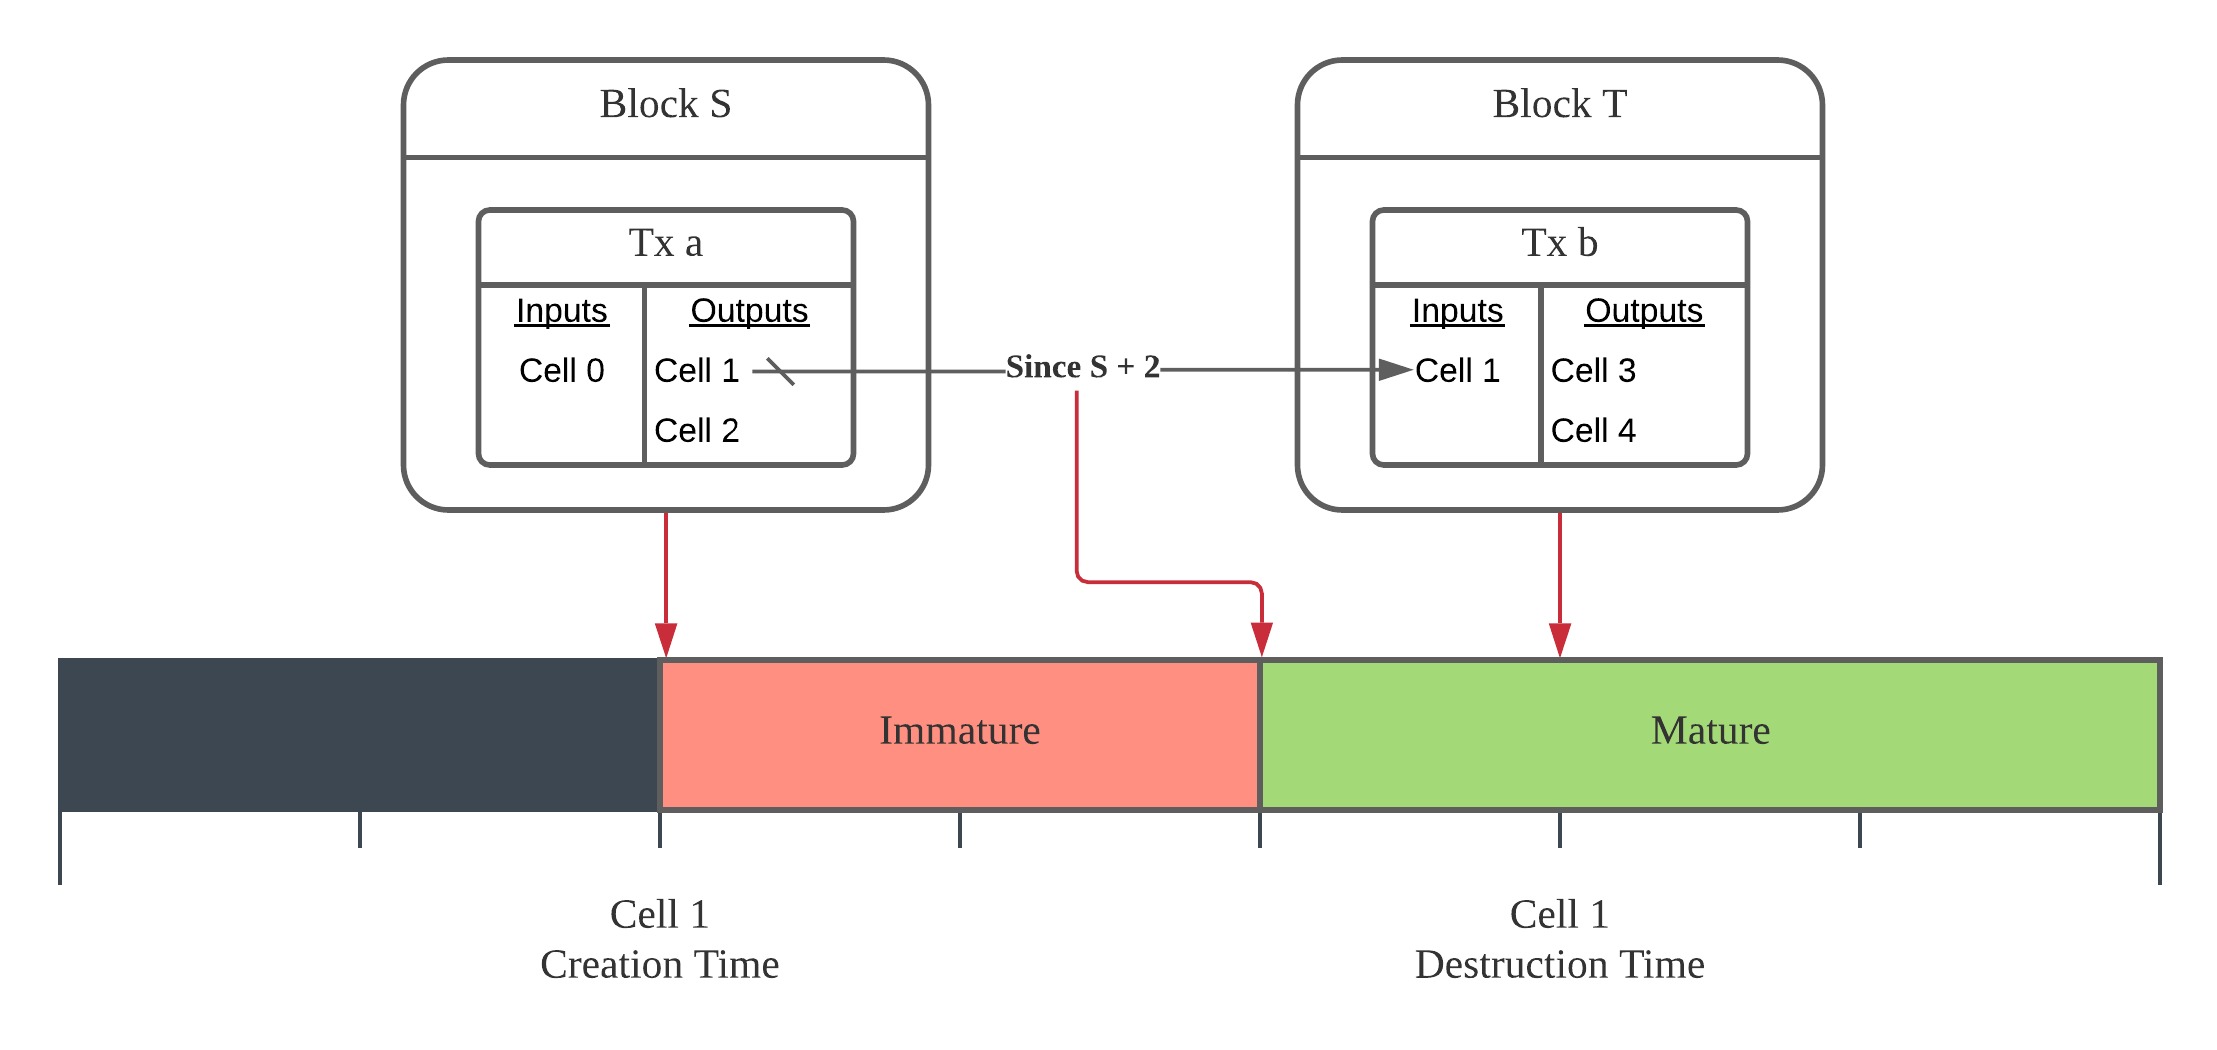 Block S
Block T
Tx a
Tx b
Inputs Outputs
Inputs Outputs
Cell 0 Cell 1
Since S + 2
Cell 1 Cell 3
Cell 2
Cell 4
Immature
Mature
Cell 1
Creation Time
Cell 1
Destruction Time